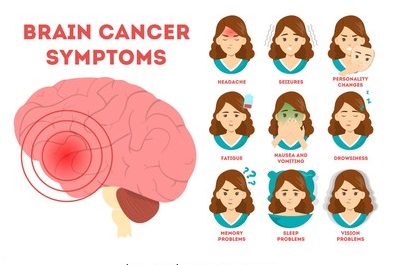 BRAIN CANCER
SYMPTOMS
HEADACHE
SEIZURES
PERSONALITY
CHANGES
FATIGUE
NAUSEA AND
VOMITING
DROWSINESS
MEMORY
PROBLEMS
SLEEP
PROBLEMS
VISION
PROBLEMS